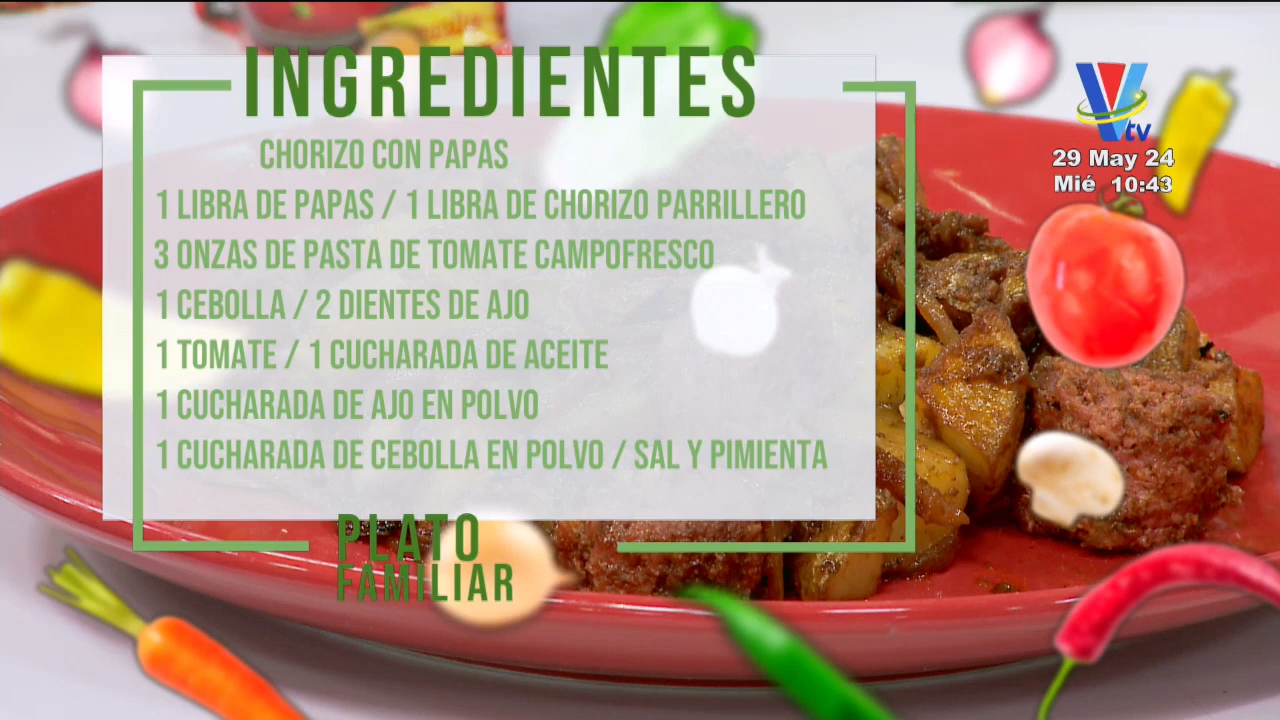 INGREDIENTES
CHORIZO CON PAPAS
1 LIBRA DE PAPAS / 1 LIBRA DE CHORIZO PARRILLERO
3 ONZAS DE PASTA DE TOMATE CAMPOFRESCO
1 CEBOLLA / 2 DIENTES DE AJO
1 TOMATE / 1 CUCHARADA DE ACEITE
1 CUCHARADA DE AJO EN POLVO
1 CUCHARADA DE CEBOLLA EN POLVO / SAL Y PIMIENTA
PLATO
FAMILIAR
Vtv
29 May 24
Mié 10:43